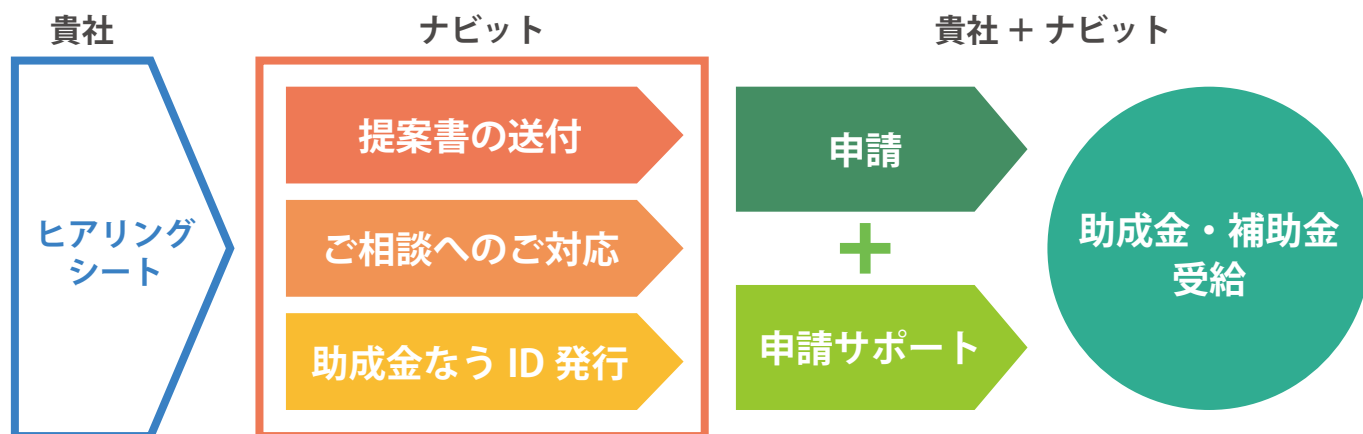 貴社
ナビット
貴社 + ナビット
ヒアリング
シート
提案書の送付
ご相談へのご対応
助成金なう ID 発行
申請
+
申請サポート
助成金・補助金
受給